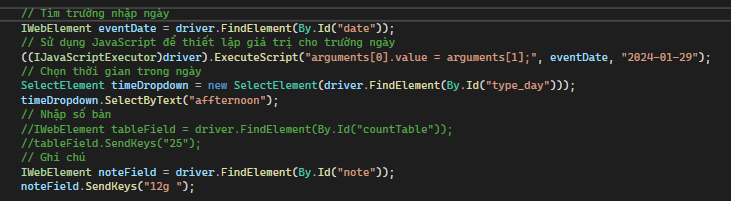 // Tìm trường nhập ngày
IWebElement eventDate = driver.FindElement(By.Id("date"));
// Sử dụng JavaScript để thiết lập giá trị cho trường ngày
((IJavaScriptExecutor)driver).ExecuteScript("arguments[0].value = arguments[1];", eventDate, "2024-01-29");
// Chọn thời gian trong ngày
SelectElement timeDropdown = new SelectElement(driver.FindElement(By.Id("type_day")));
timeDropdown.SelectByText("affternoon");
// Nhập số bàn
//IWebElement tableField = driver.FindElement(By.Id("countTable"));
//tableField.SendKeys("25");
// Ghi chú
IWebElement noteField = driver.FindElement(By.Id("note"));
noteField.SendKeys("12g ");